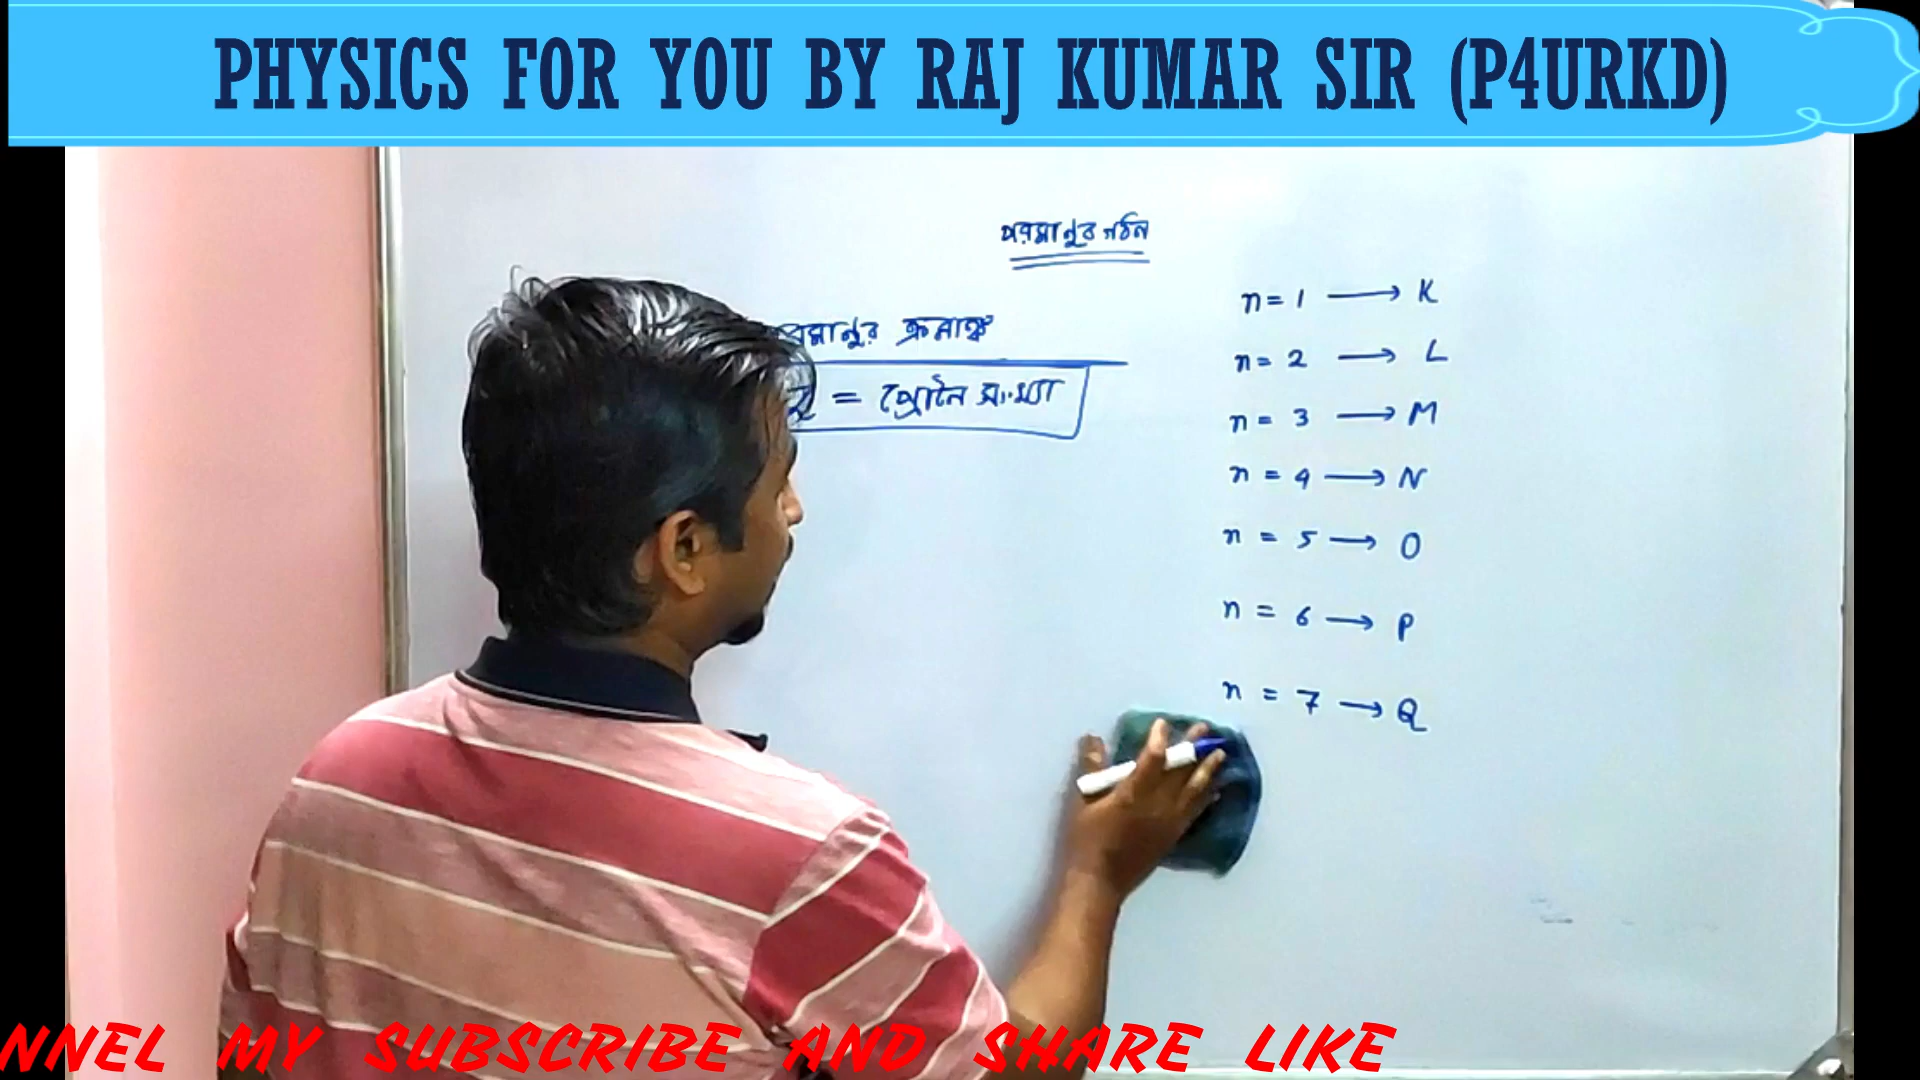 PHYSICS FOR YOU BY RAJ KUMAR SIR (P4URKD)
পরমাণুর গঠন
পরমাণুর ক্রমাঙ্ক
= প্রোটন সংখ্যা
n = 1 → K
n = 2 → L
n = 3 → M
n = 4 → N
n = 5 → O
n = 6 → P
n = 7 → Q
NNEL MY SUBSCRIBE AND SHARE LIKE